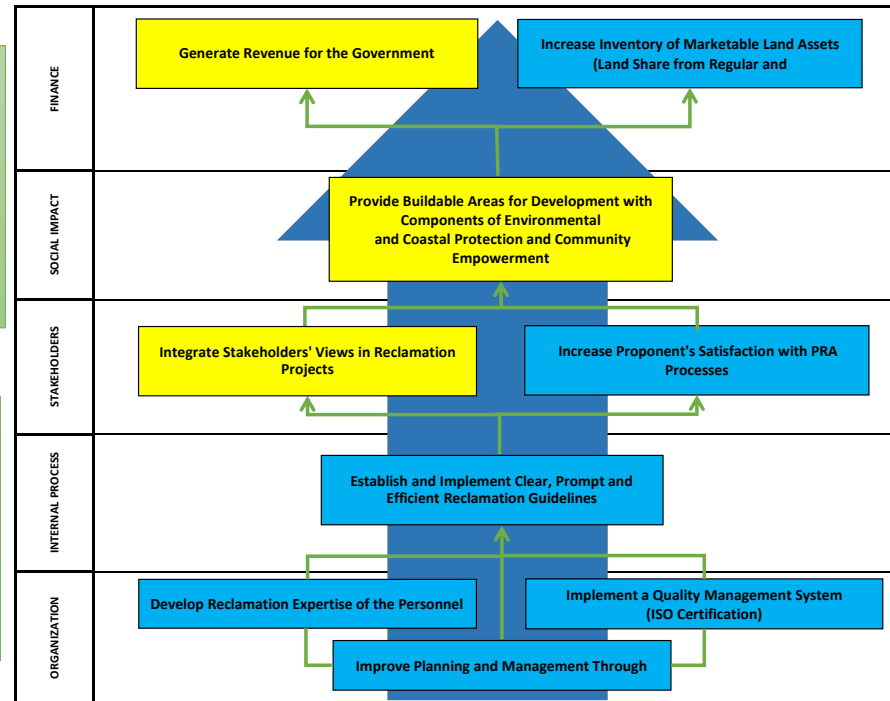 FINANCE
Generate Revenue for the Government
Increase Inventory of Marketable Land Assets
(Land Share from Regular and
SOCIAL IMPACT
Provide Buildable Areas for Development with
Components of Environmental
and Coastal Protection and Community
Empowerment
STAKEHOLDERS
Integrate Stakeholders' Views in Reclamation
Projects
Increase Proponent's Satisfaction with PRA
Processes
INTERNAL PROCESS
Establish and Implement Clear, Prompt and
Efficient Reclamation Guidelines
ORGANIZATION
Develop Reclamation Expertise of the Personnel
Implement a Quality Management System
(ISO Certification)
Improve Planning and Management Through